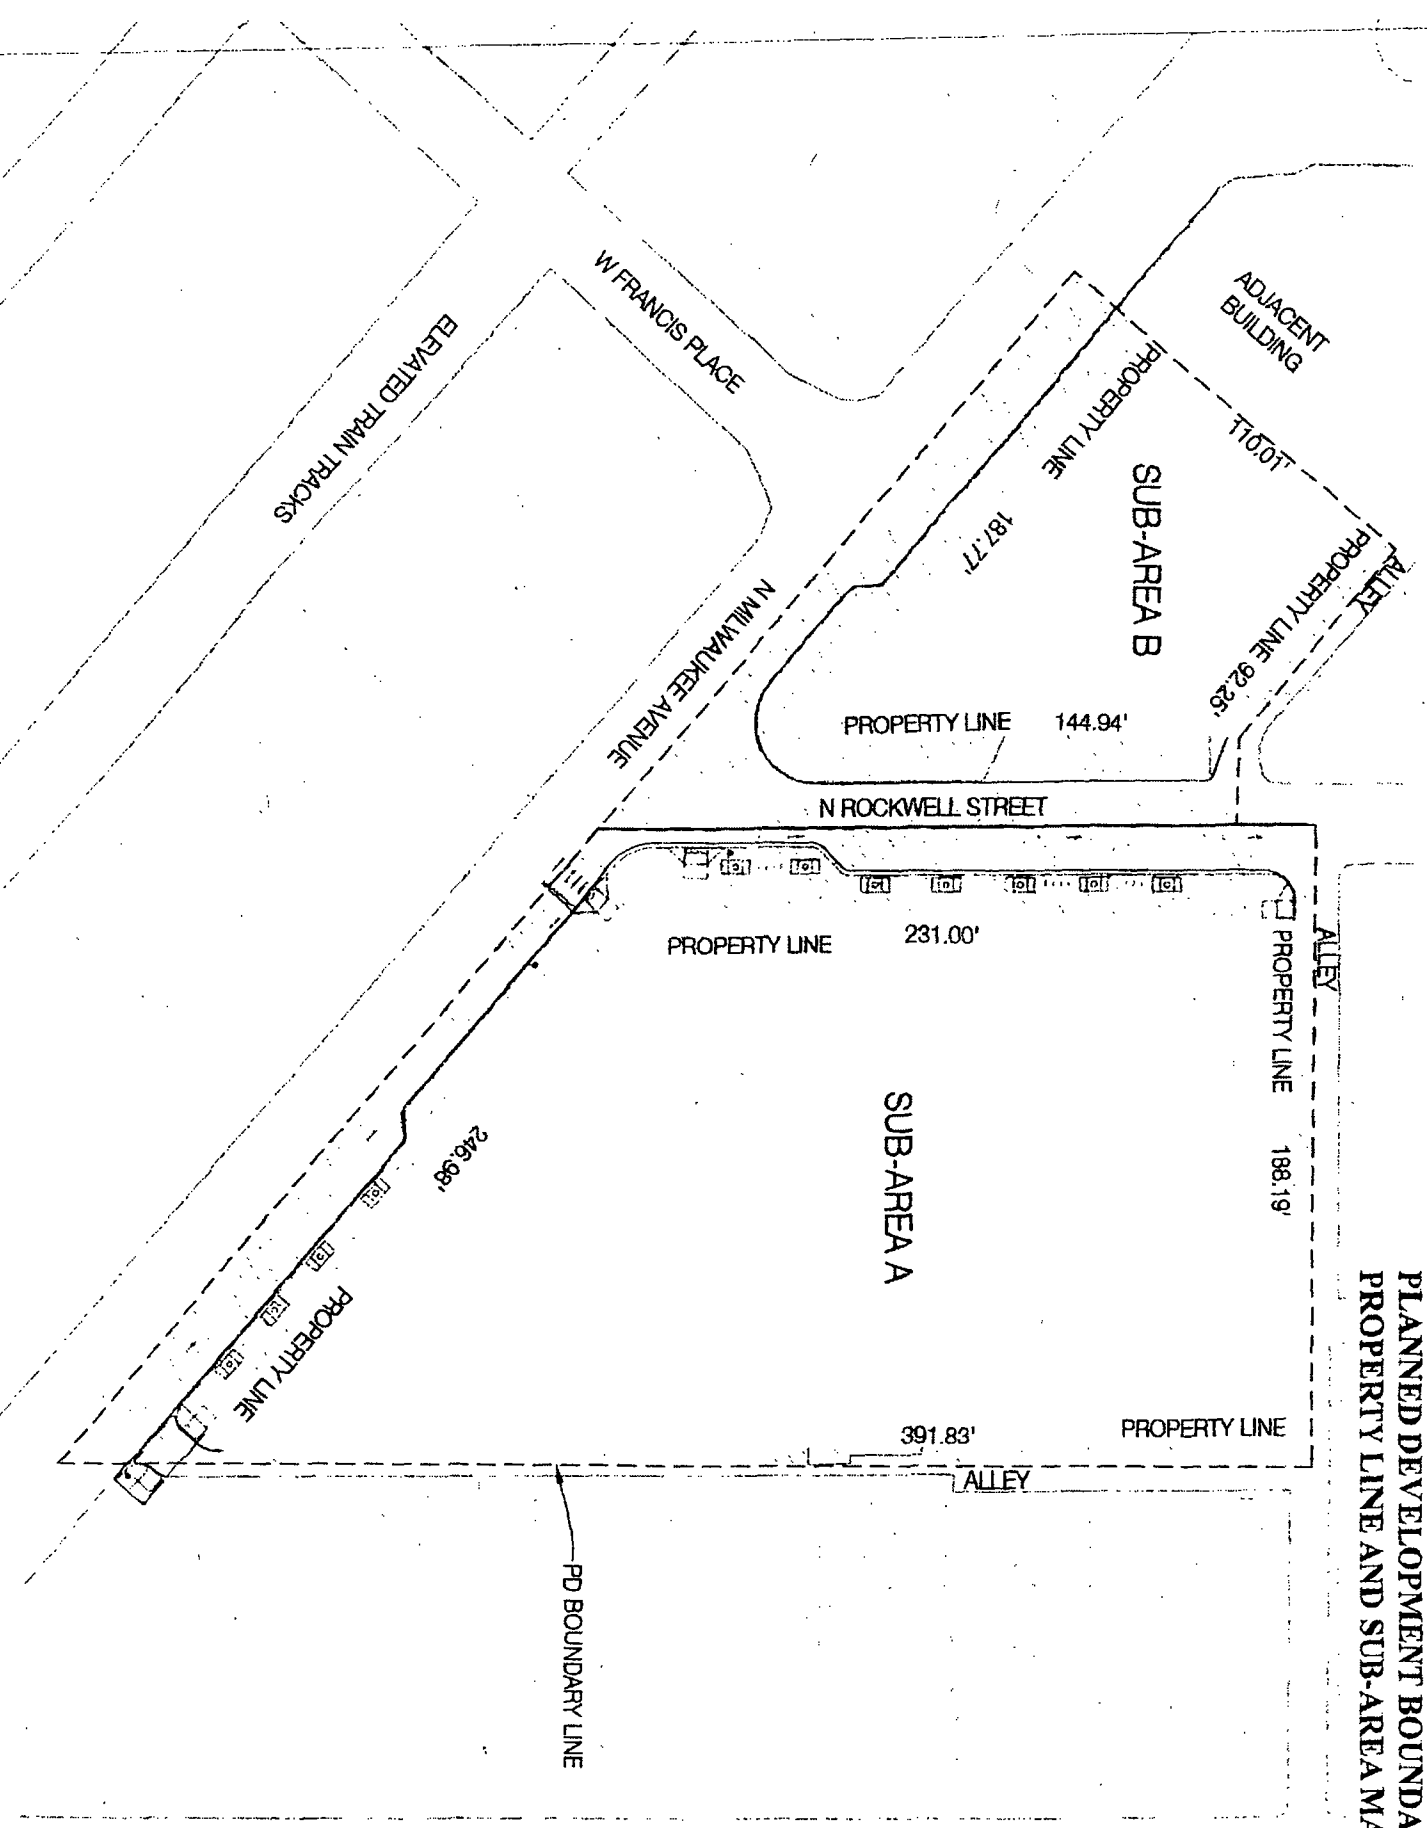 PLANNED DEVELOPMENT BOUNDA
PROPERTY LINE AND SUB-AREA MA
ADJACENT
BUILDING
W FRANCIS PLACE
ELEVATED TRAIN TRACKS
PROPERTY LINE
110.01'
SUB-AREA B
187.77'
ALLEY
PROPERTY LINE 92.25'
N MILWAUKEE AVENUE
PROPERTY LINE 144.94'
N ROCKWELL STREET
PROPERTY LINE 231.00'
ALLEY
PROPERTY LINE 188.19'
SUB-AREA A
246.98'
PROPERTY LINE
391.83' PROPERTY LINE
ALLEY
PD BOUNDARY LINE